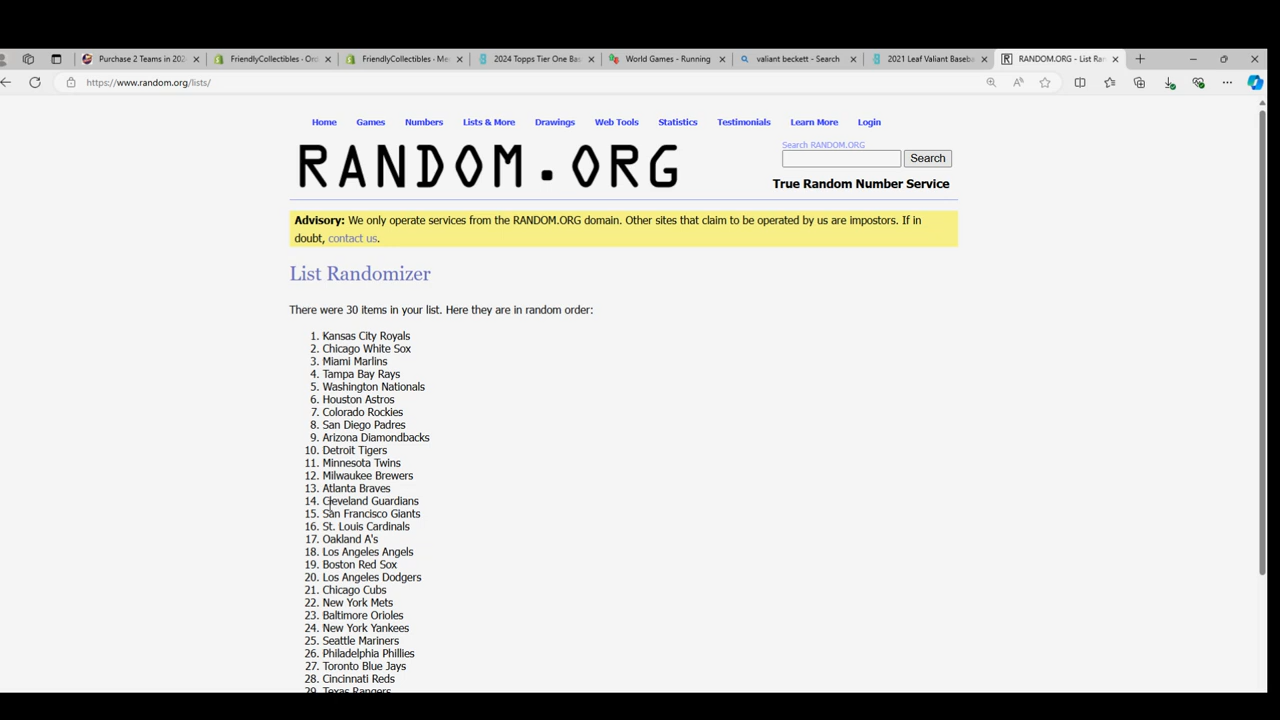 Purchase 2 Teams in 202
FriendlyCollectibles - Ord
FriendlyCollectibles - Me
2024 Topps Tier One Bas
World Games - Running
valiant beckett - Search
2021 Leaf Valiant Baseba
RANDOM.ORG - List Ran
https://www.random.org/lists/
Home Games Numbers Lists & More Drawings Web Tools Statistics Testimonials Learn More Login
RANDOM.ORG
Search RANDOM.ORG
Search
True Random Number Service
Advisory: We only operate services from the RANDOM.ORG domain. Other sites that claim to be operated by us are impostors. If in
doubt, contact us.
List Randomizer
There were 30 items in your list. Here they are in random order:
1. Kansas City Royals
2. Chicago White Sox
3. Miami Marlins
4. Tampa Bay Rays
5. Washington Nationals
6. Houston Astros
7. Colorado Rockies
8. San Diego Padres
9. Arizona Diamondbacks
10. Detroit Tigers
11. Minnesota Twins
12. Milwaukee Brewers
13. Atlanta Braves
14. Cleveland Guardians
15. San Francisco Giants
16. St. Louis Cardinals
17. Oakland A's
18. Los Angeles Angels
19. Boston Red Sox
20. Los Angeles Dodgers
21. Chicago Cubs
22. New York Mets
23. Baltimore Orioles
24. New York Yankees
25. Seattle Mariners
26. Philadelphia Phillies
27. Toronto Blue Jays
28. Cincinnati Reds
29. Texas Rangers